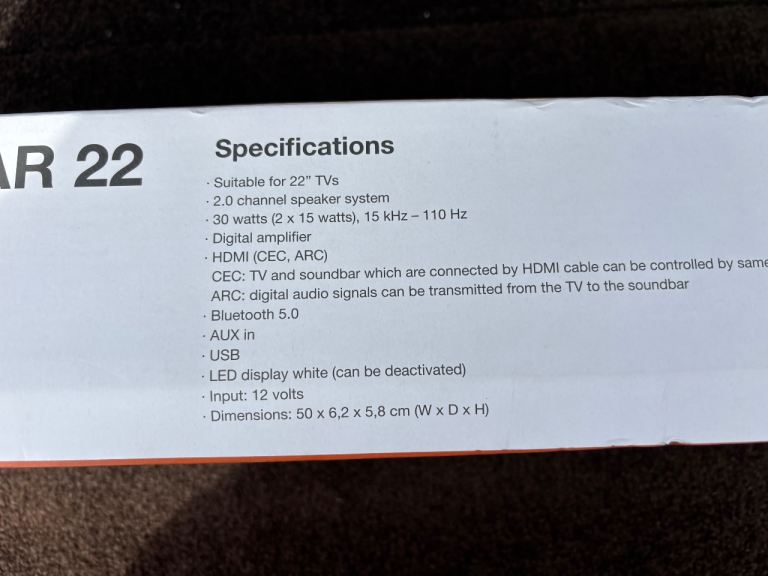 AR 22
Specifications
· Suitable for 22" TVs
· 2.0 channel speaker system
· 30 watts (2 x 15 watts), 15 kHz – 110 Hz
· Digital amplifier
· HDMI (CEC, ARC)
CEC: TV and soundbar which are connected by HDMI cable can be controlled by same
ARC: digital audio signals can be transmitted from the TV to the soundbar
· Bluetooth 5.0
· AUX in
· USB
· LED display white (can be deactivated)
· Input: 12 volts
· Dimensions: 50 x 6,2 x 5,8 cm (W x D x H)